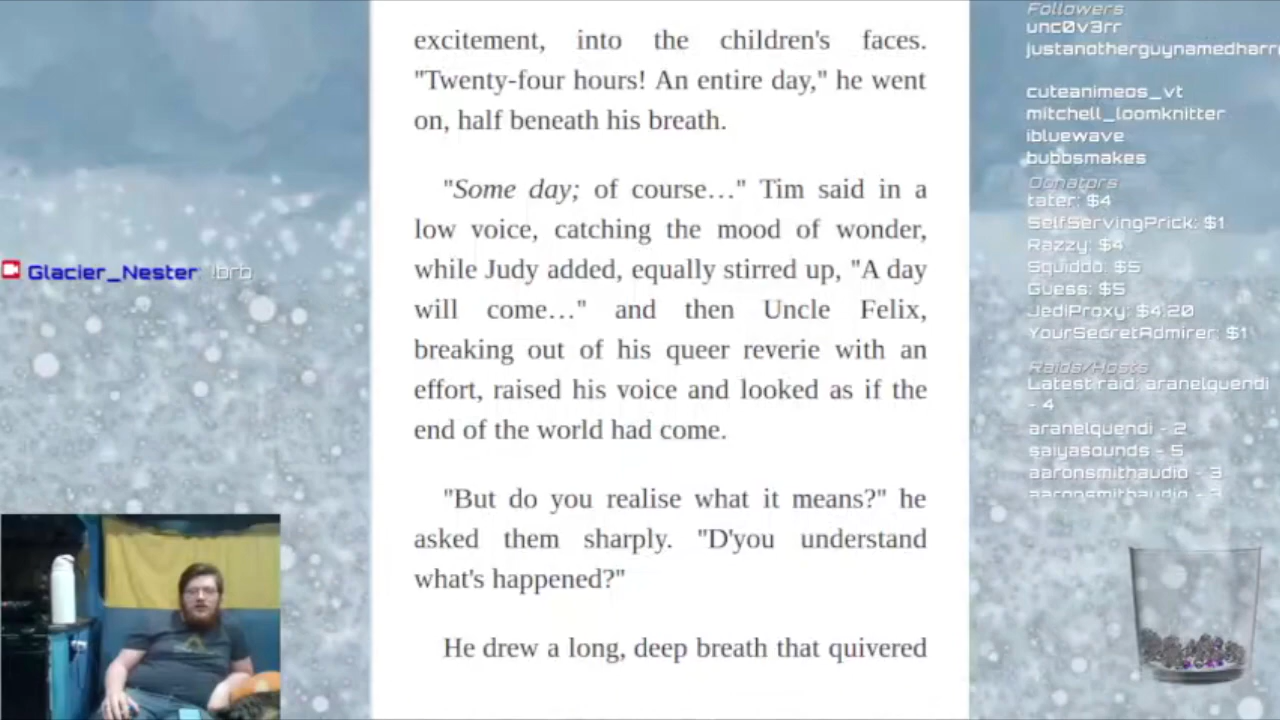 excitement, into the children's faces.
"Twenty-four hours! An entire day," he went
on, half beneath his breath.
"Some day; of course…" Tim said in a
low voice, catching the mood of wonder,
while Judy added, equally stirred up, "A day
will come…" and then Uncle Felix,
breaking out of his queer reverie with an
effort, raised his voice and looked as if the
end of the world had come.
"But do you realise what it means?" he
asked them sharply. "D'you understand
what's happened?"
He drew a long, deep breath that quivered
Glacier_Nester: !brb
Followers
unc0v3rr
justanotherguynamedharr
cuteanimeos_vt
mitchell_loomknitter
ibluewave
bubbsmakes
Donators
tater: $4
SelfServingPrick: $1
Razzy: $4
Squiddo: $5
Guess: $5
JediProxy: $4.20
YourSecretAdmirer: $1
Raids/Hosts
Latest raid: aranelquendi
- 4
aranelquendi - 2
saiyasounds - 5
aaronsmithaudio - 3
aaronsmithaudio - 3